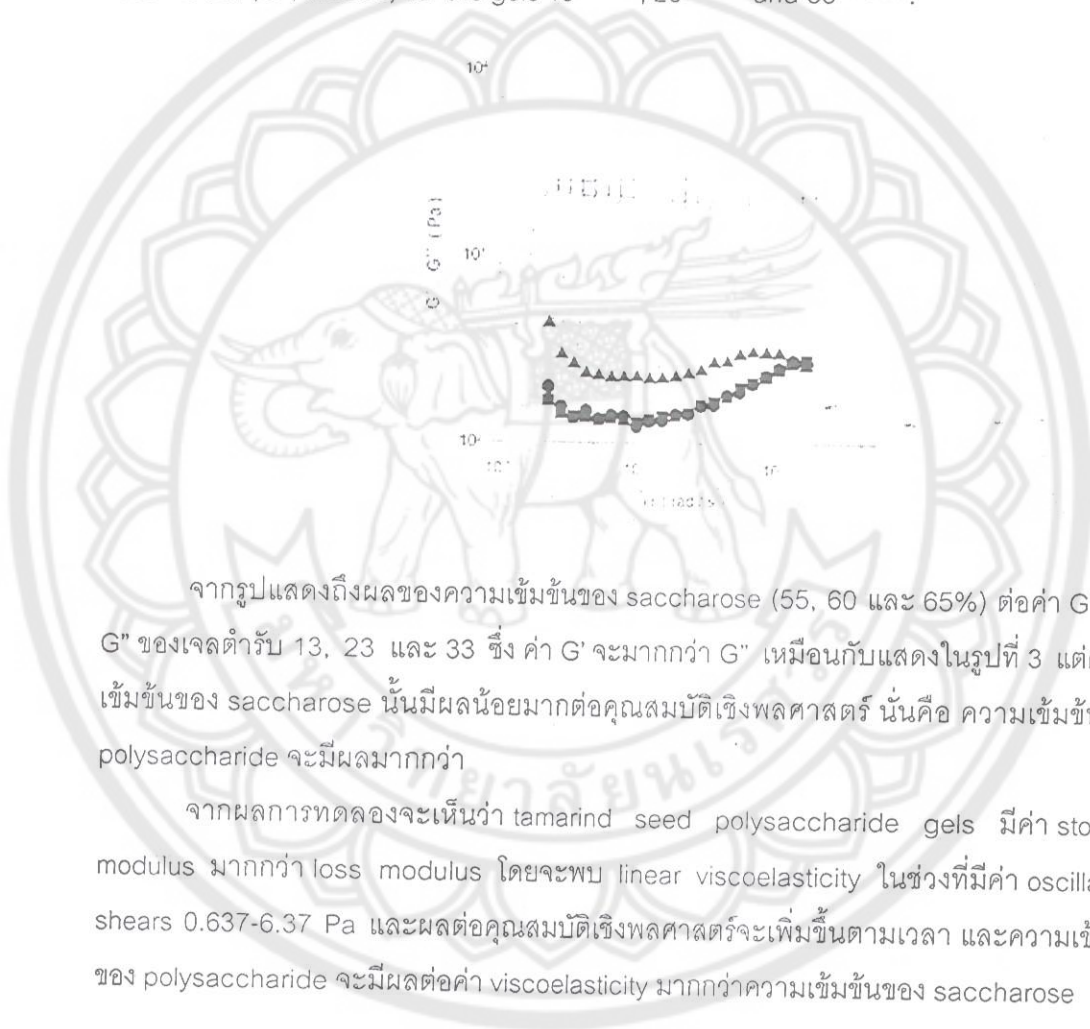 10⁴
G', G'' (Pa)
จากรูปแสดงถึงผลของความเข้มข้นของ saccharose (55, 60 และ 65%) ต่อค่า G
G" ของเจลตำรับ 13, 23 และ 33 ซึ่ง ค่า G' จะมากกว่า G" เหมือนกับแสดงในรูปที่ 3 แต่
เข้มข้นของ saccharose นั้นมีผลน้อยมากต่อคุณสมบัติเชิงพลศาสตร์ นั่นคือ ความเข้มข้
polysaccharide จะมีผลมากกว่า
จากผลการทดลองจะเห็นว่า tamarind seed polysaccharide gels มีค่า sto
modulus มากกว่า loss modulus โดยจะพบ linear viscoelasticity ในช่วงที่มีค่า oscilla
shears 0.637-6.37 Pa และผลต่อคุณสมบัติเชิงพลศาสตร์จะเพิ่มขึ้นตามเวลา และความเข้
ของ polysaccharide จะมีผลต่อค่า viscoelasticity มากกว่าความเข้มข้นของ saccharose